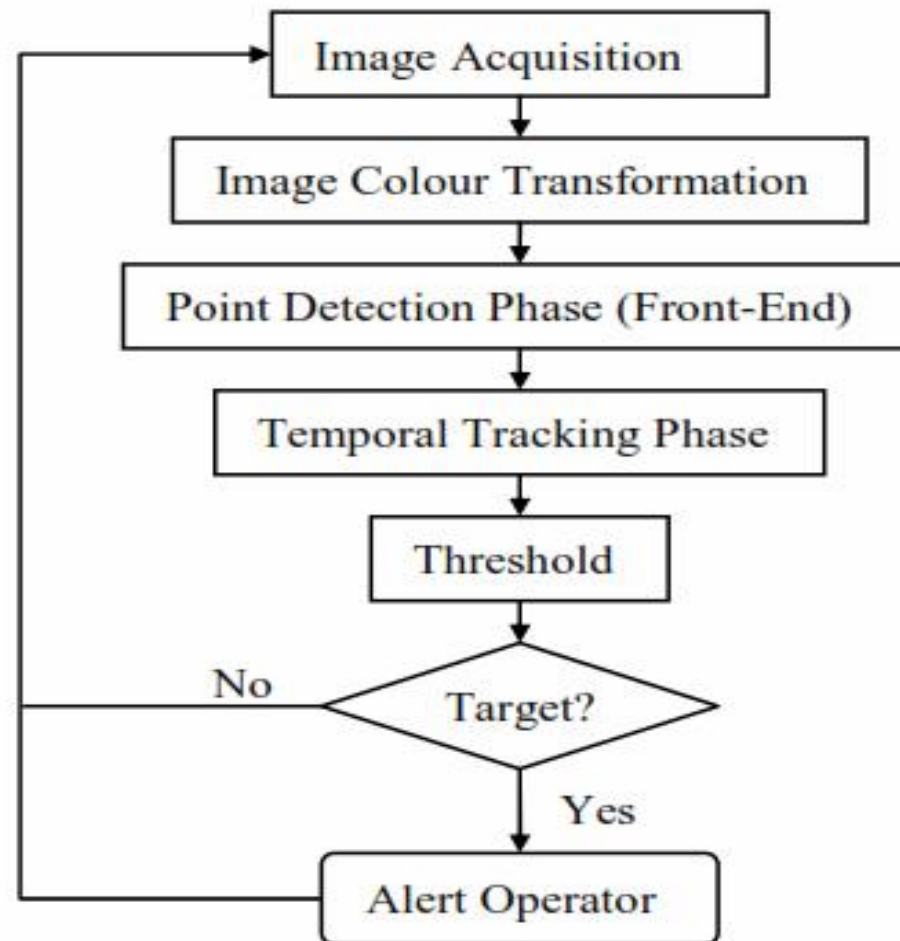 Image Acquisition
Image Colour Transformation
Point Detection Phase (Front-End)
Temporal Tracking Phase
Threshold
No
Target?
Yes
Alert Operator